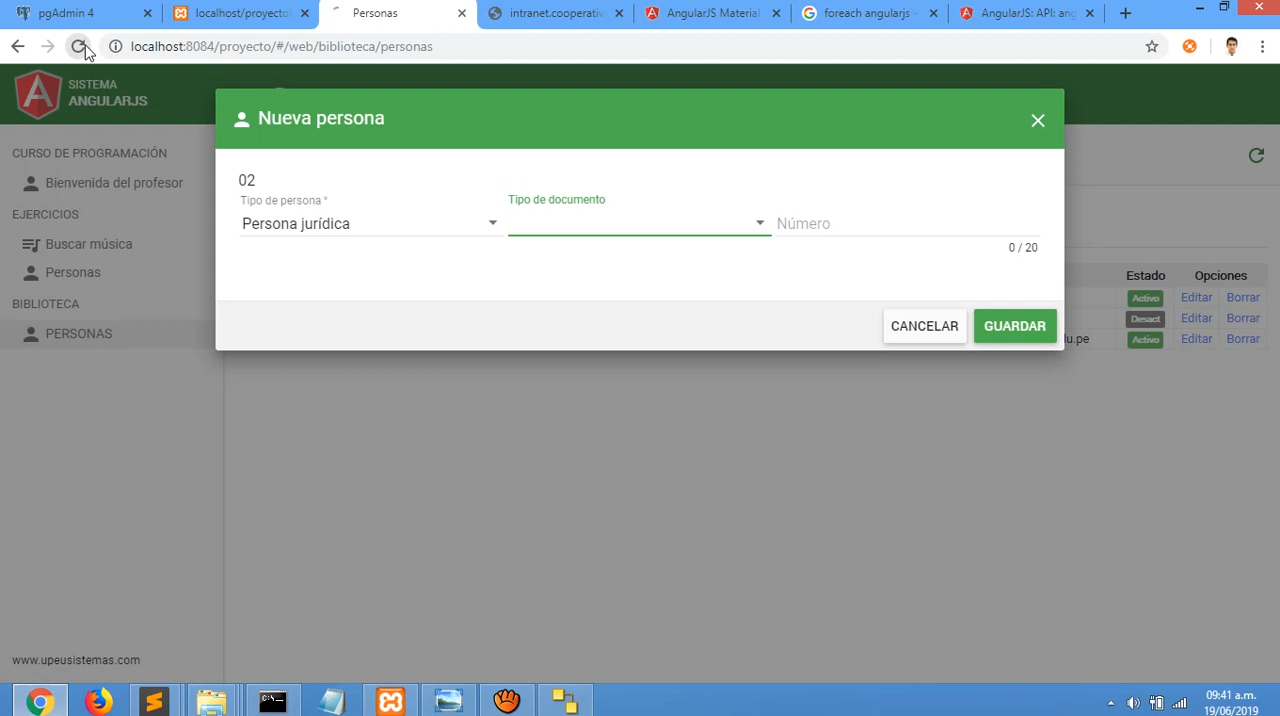 pgAdmin 4
localhost/proyecto
Personas
intranet.cooperativ
AngularJS Material
foreach angularjs -
AngularJS: API: ang
localhost:8084/proyecto/#/web/biblioteca/personas
SISTEMA
ANGULARJS
CURSO DE PROGRAMACIÓN
Bienvenida del profesor
EJERCICIOS
Buscar música
Personas
BIBLIOTECA
PERSONAS
www.upeusistemas.com
Nueva persona
02
Tipo de persona *
Persona jurídica
Tipo de documento
Número
0 / 20
CANCELAR
GUARDAR
Estado Opciones
Activo Editar Borrar
Desact Editar Borrar
du.pe Activo Editar Borrar
C:\
09:41 a.m.
19/06/2019